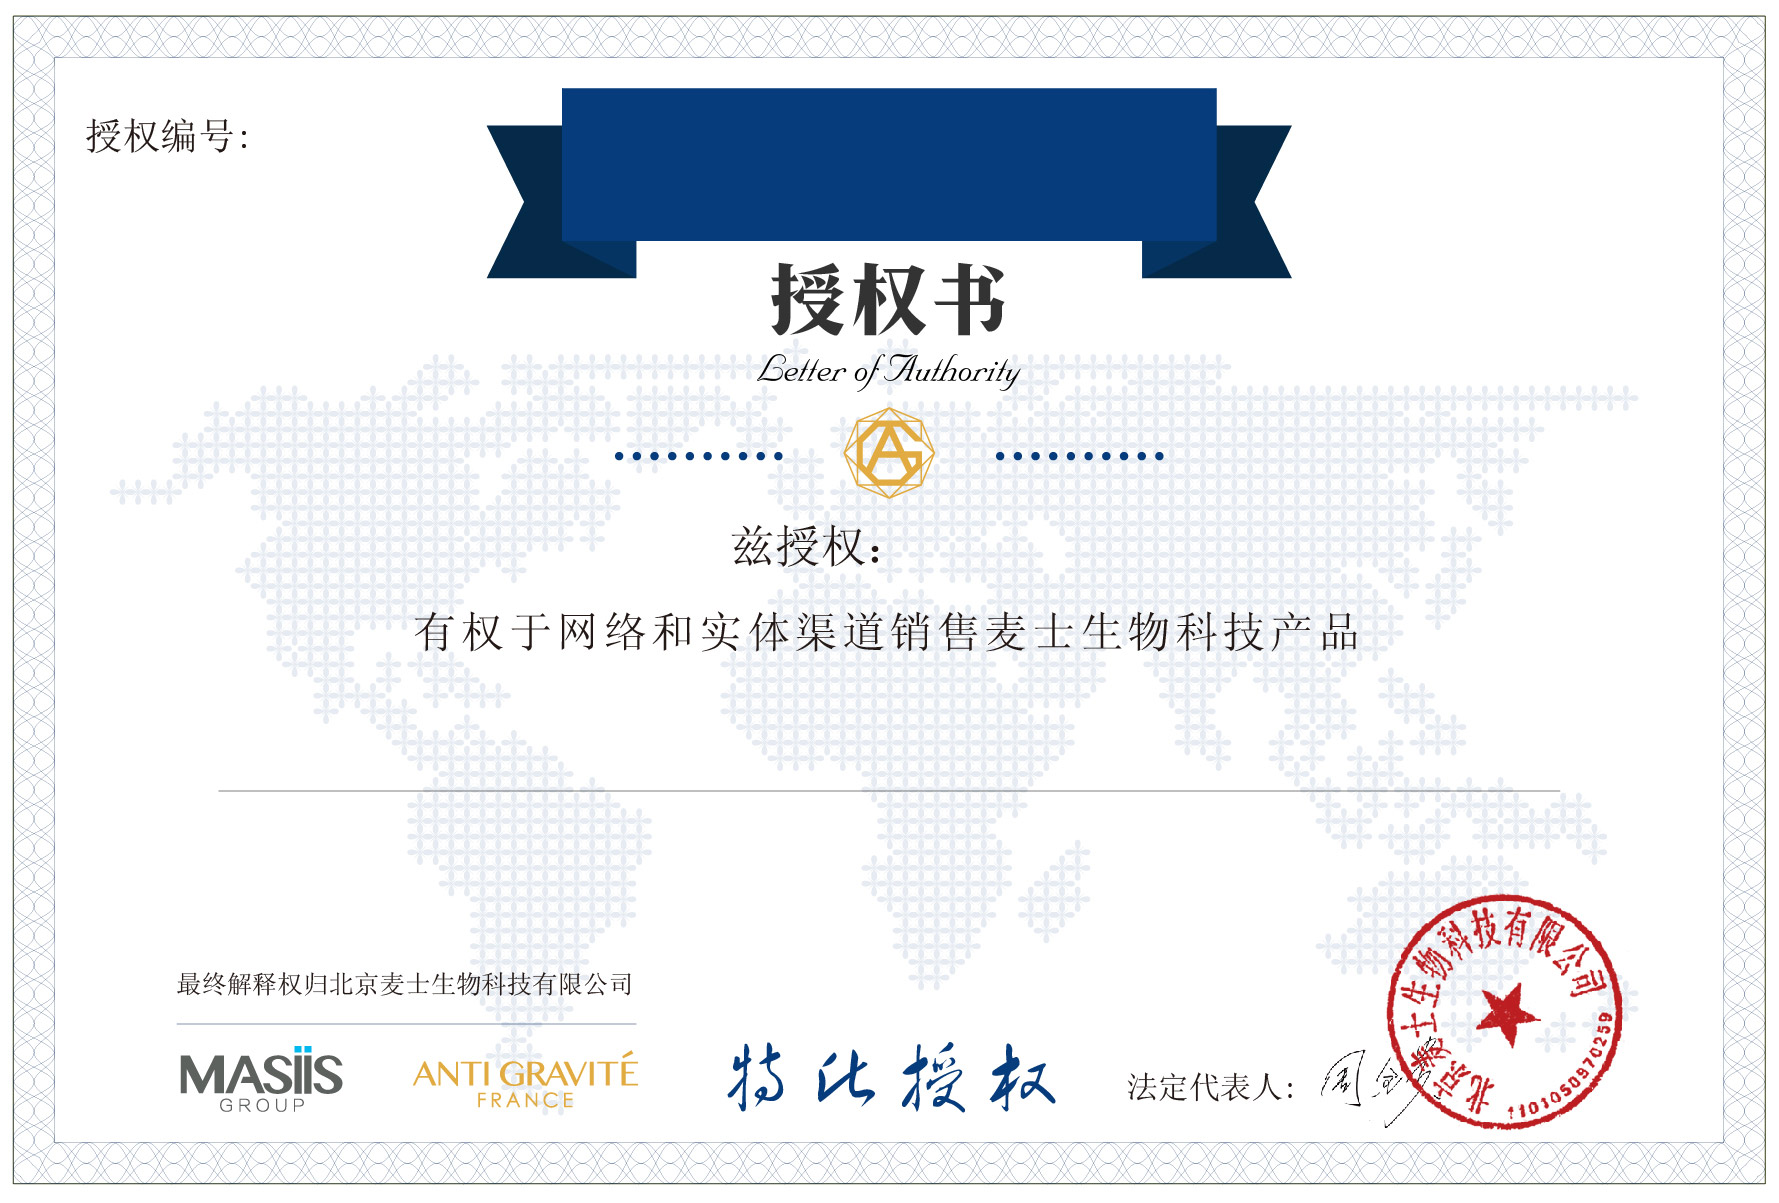 授权编号:
授权书
Letter of Authority
AG
兹授权：
有权于网络和实体渠道销售麦士生物科技产品
最终解释权归北京麦士生物科技有限公司
MASIIS
GROUP
ANTI GRAVITÉ
FRANCE
特此授权
法定代表人:
北京麦士生物科技有限公司